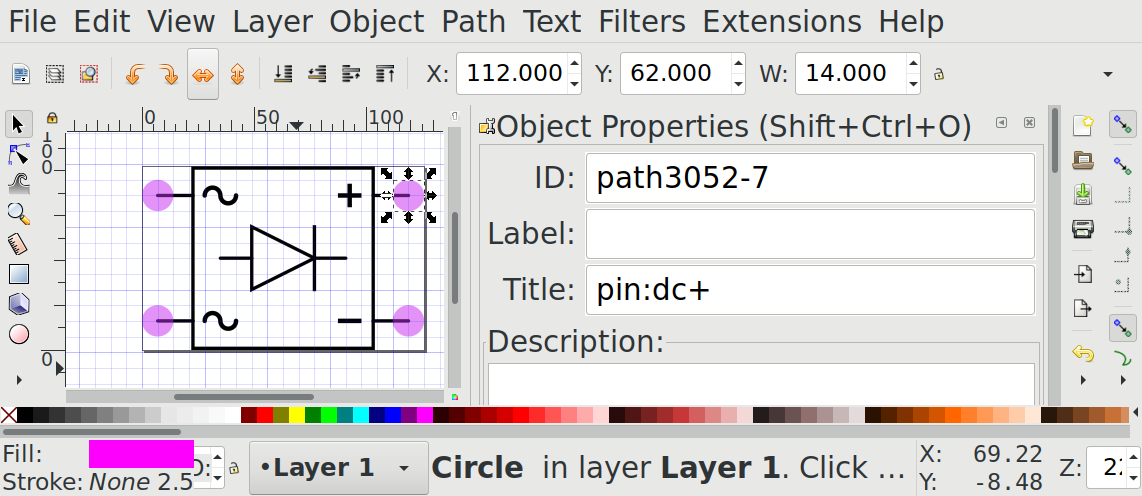 File Edit View Layer Object Path Text Filters Extensions Help
X: 112.000 Y: 62.000 W: 14.000
0 50 100
Object Properties (Shift+Ctrl+O)
1
0
0
ID: path3052-7
+
Label:
Title: pin:dc+
Description:
0
Fill:
Stroke: None 2.5
•Layer 1
Circle in layer Layer 1. Click ...
X: 69.22
Y: -8.48
Z: